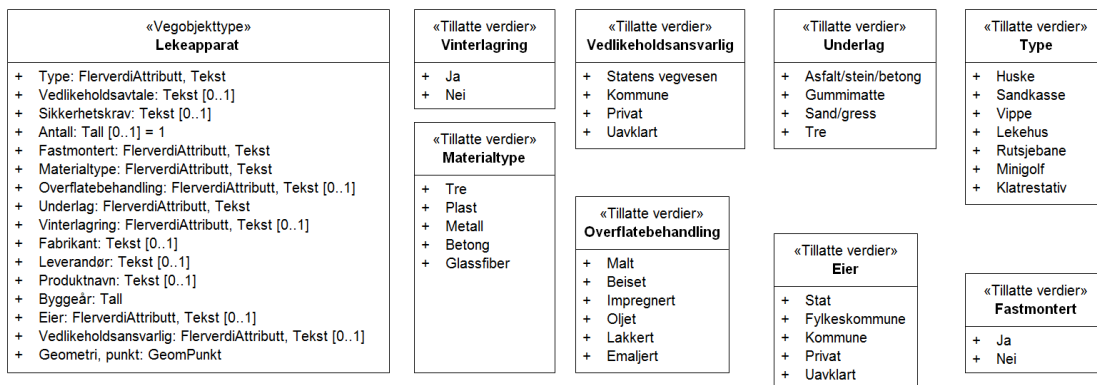 «Vegobjekttype»
Lekeapparat
+ Type: FlerverdiAttributt, Tekst
+ Vedlikeholdsavtale: Tekst [0..1]
+ Sikkerhetskrav: Tekst [0..1]
+ Antall: Tall [0..1] = 1
+ Fastmontert: FlerverdiAttributt, Tekst
+ Materialtype: FlerverdiAttributt, Tekst
+ Overflatebehandling: FlerverdiAttributt, Tekst [0..1]
+ Underlag: FlerverdiAttributt, Tekst
+ Vinterlagring: FlerverdiAttributt, Tekst [0..1]
+ Fabrikant: Tekst [0..1]
+ Leverandør: Tekst [0..1]
+ Produktnavn: Tekst [0..1]
+ Byggeår: Tall
+ Eier: FlerverdiAttributt, Tekst [0..1]
+ Vedlikeholdsansvarlig: FlerverdiAttributt, Tekst [0..1]
+ Geometri, punkt: GeomPunkt
«Tillatte verdier»
Vinterlagring
+ Ja
+ Nei
«Tillatte verdier»
Materialtype
+ Tre
+ Plast
+ Metall
+ Betong
+ Glassfiber
«Tillatte verdier»
Vedlikeholdsansvarlig
+ Statens vegvesen
+ Kommune
+ Privat
+ Uavklart
«Tillatte verdier»
Overflatebehandling
+ Malt
+ Beiset
+ Impregnert
+ Oljet
+ Lakkert
+ Emaljert
«Tillatte verdier»
Underlag
+ Asfalt/stein/betong
+ Gummimatte
+ Sand/gress
+ Tre
«Tillatte verdier»
Eier
+ Stat
+ Fylkeskommune
+ Kommune
+ Privat
+ Uavklart
«Tillatte verdier»
Type
+ Huske
+ Sandkasse
+ Vippe
+ Lekehus
+ Rutsjebane
+ Minigolf
+ Klatrestativ
«Tillatte verdier»
Fastmontert
+ Ja
+ Nei